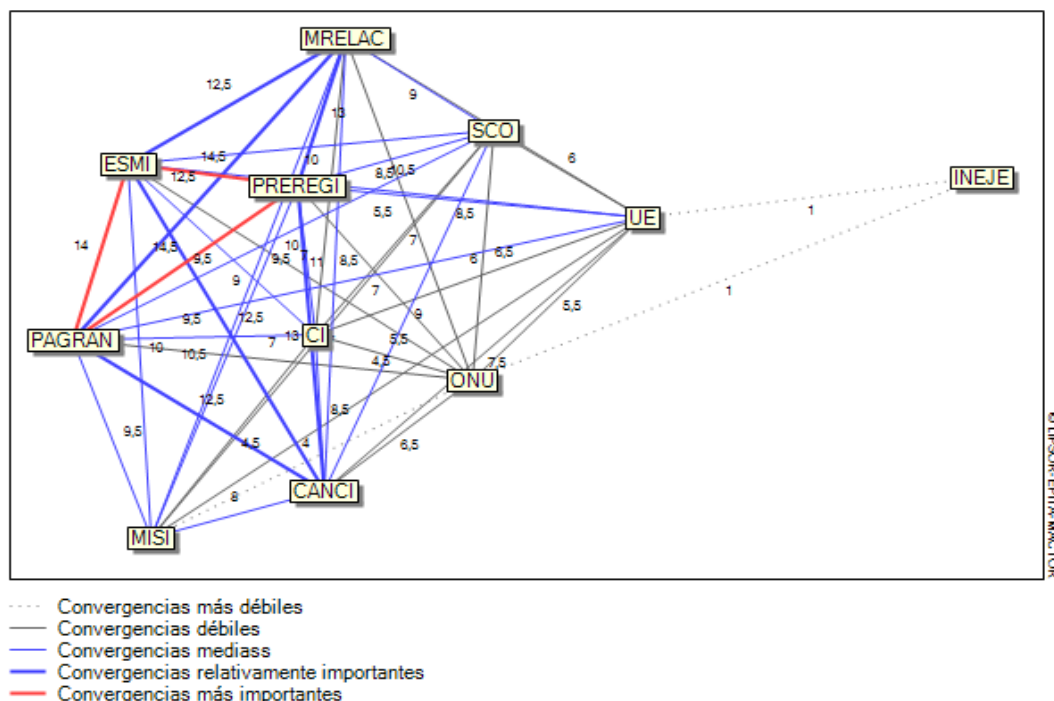 MRELAC
12,5
9
13
SCO
6
ESMI
14,5
10
12,5
8,5
10,5
INEJE
PREREGI
5,5
8,5
UE
1
14
14,5
9,5
10
7
9,5
11
8,5
7
6
6,5
9
7
1
9,5
12,5
9
5,5
PAGRAN
10
10,5
7
13
CI
5,5
4,5
7,5
ONU
12,5
8,5
9,5
4,5
4
6,5
CANCI
8
MISI
© LIPSOR-EPITA-MACTOR
Convergencias más débiles
Convergencias débiles
Convergencias mediass
Convergencias relativamente importantes
Convergencias más importantes